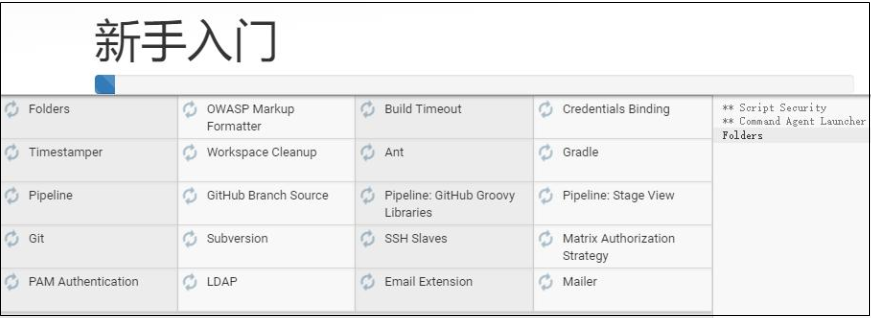 新手入门
Folders
OWASP Markup
Formatter
Build Timeout
Credentials Binding
Timestamper
Workspace Cleanup
Ant
Gradle
Pipeline
GitHub Branch Source
Pipeline: GitHub Groovy
Libraries
Pipeline: Stage View
Git
Subversion
SSH Slaves
Matrix Authorization
Strategy
PAM Authentication
LDAP
Email Extension
Mailer
** Script Security
** Command Agent Launcher
Folders